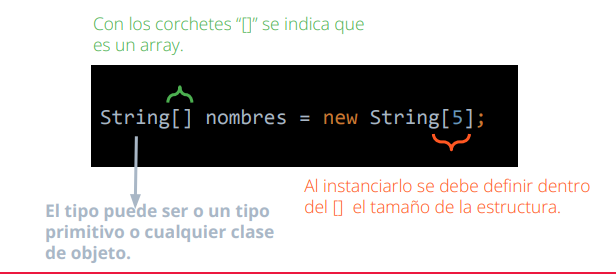 Con los corchetes “[]” se indica que
es un array.
String[] nombres = new String[5];
Al instanciarlo se debe definir dentro
del []  el tamaño de la estructura.
El tipo puede ser o un tipo
primitivo o cualquier clase
de objeto.